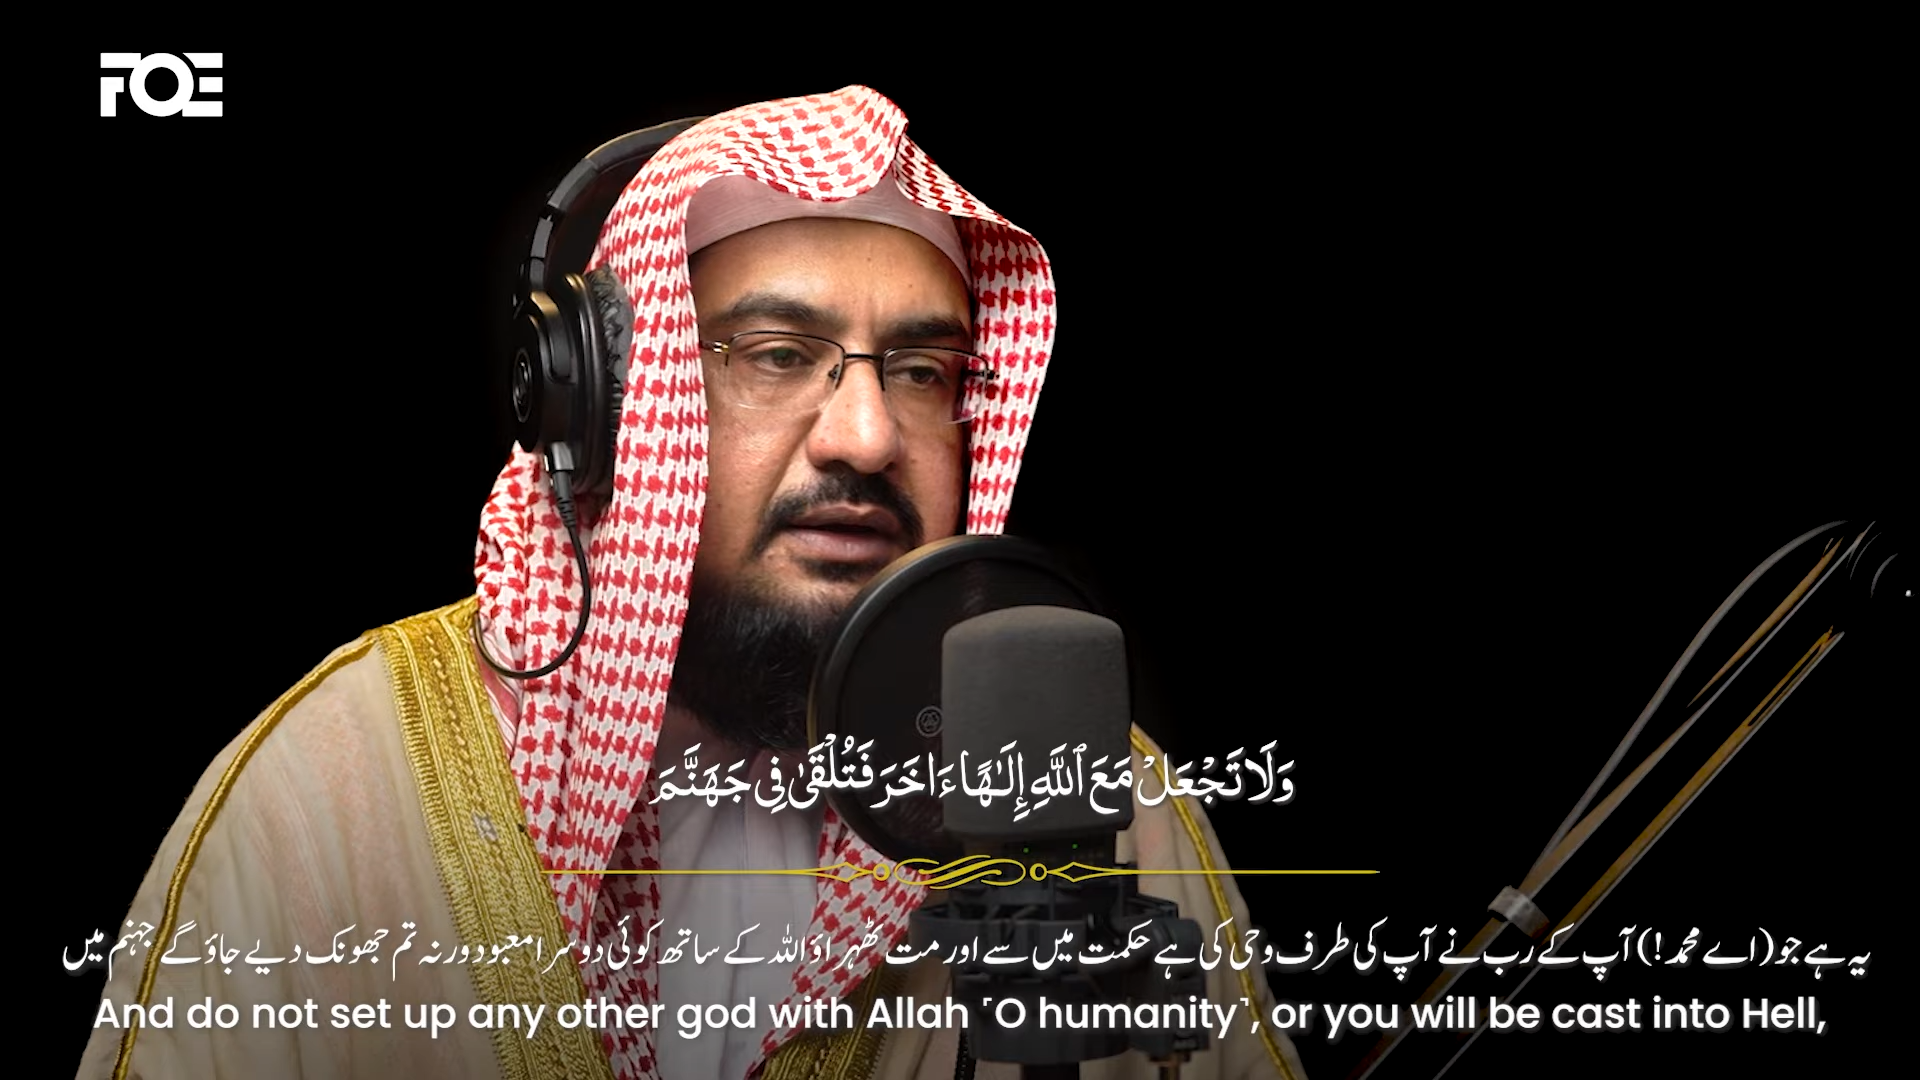 FOE
وَلَا تَجْعَلْ مَعَ ٱللَّهِ إِلَـٰهًا ءَاخَرَ فَتُلْقَىٰ فِى جَهَنَّمَ
یہ ہے جو (اے محمدؐ!) آپ کے رب نے آپ کی طرف وحی کی ہے حکمت میں سے اور مت ٹھہراؤ اللہ کے ساتھ کوئی دوسرا معبود ورنہ تم جھونک دیے جاؤ گے جہنم میں
And do not set up any other god with Allah ˹O humanity˺, or you will be cast into Hell,